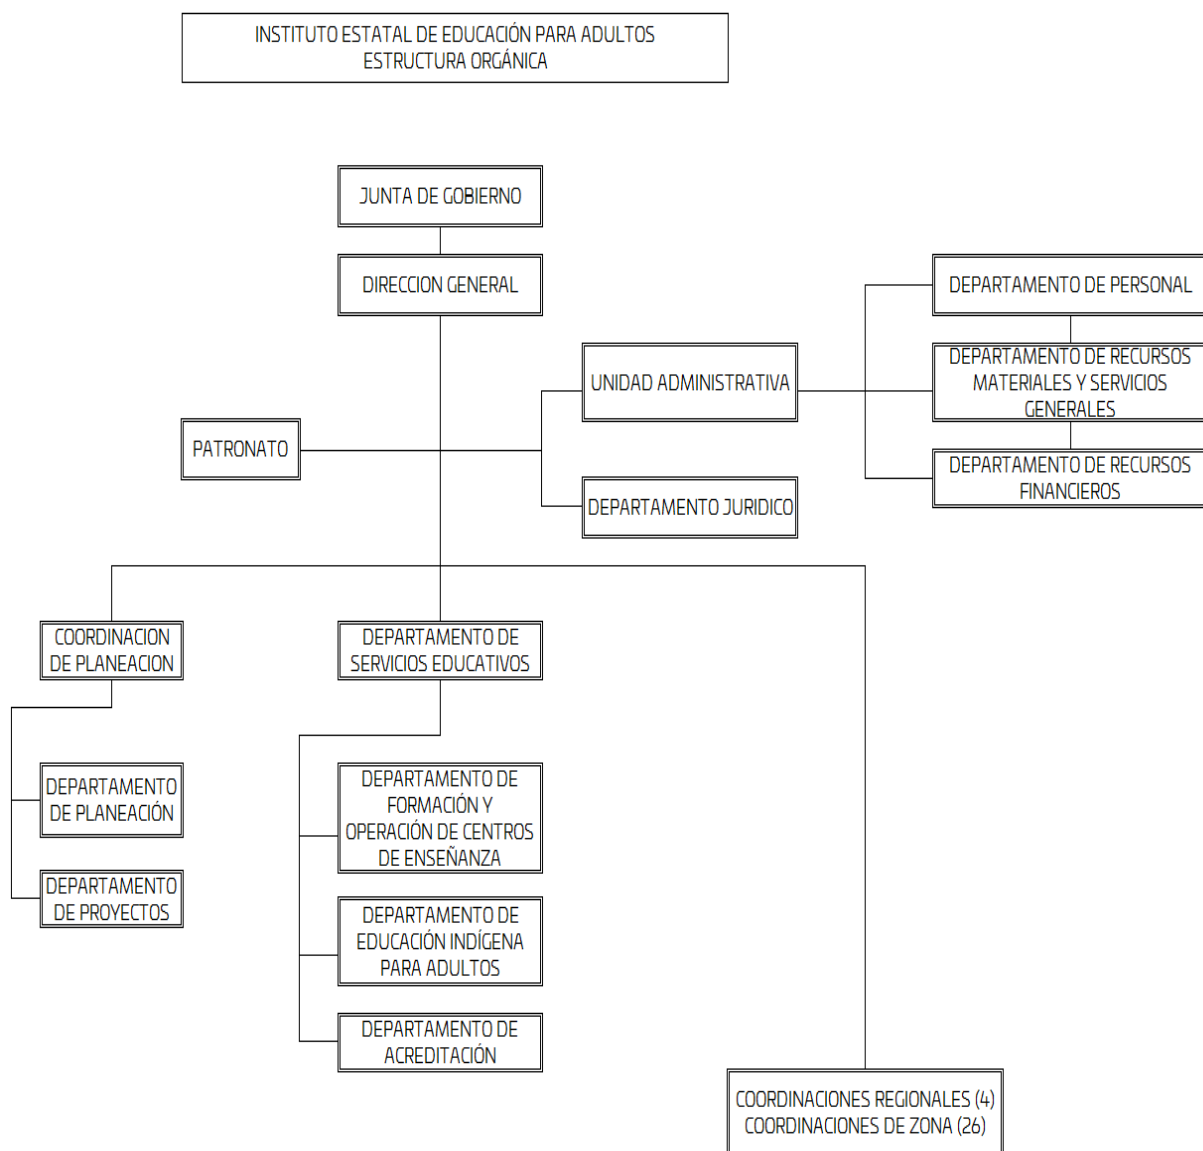 INSTITUTO ESTATAL DE EDUCACIÓN PARA ADULTOS
ESTRUCTURA ORGÁNICA
JUNTA DE GOBIERNO
DIRECCION GENERAL
DEPARTAMENTO DE PERSONAL
UNIDAD ADMINISTRATIVA
DEPARTAMENTO DE RECURSOS
MATERIALES Y SERVICIOS
GENERALES
PATRONATO
DEPARTAMENTO DE RECURSOS
FINANCIEROS
DEPARTAMENTO JURIDICO
COORDINACION
DE PLANEACION
DEPARTAMENTO DE
SERVICIOS EDUCATIVOS
DEPARTAMENTO
DE PLANEACIÓN
DEPARTAMENTO
DE PROYECTOS
DEPARTAMENTO DE
FORMACIÓN Y
OPERACIÓN DE CENTROS
DE ENSEÑANZA
DEPARTAMENTO DE
EDUCACIÓN INDÍGENA
PARA ADULTOS
DEPARTAMENTO DE
ACREDITACIÓN
COORDINACIONES REGIONALES (4)
COORDINACIONES DE ZONA (26)